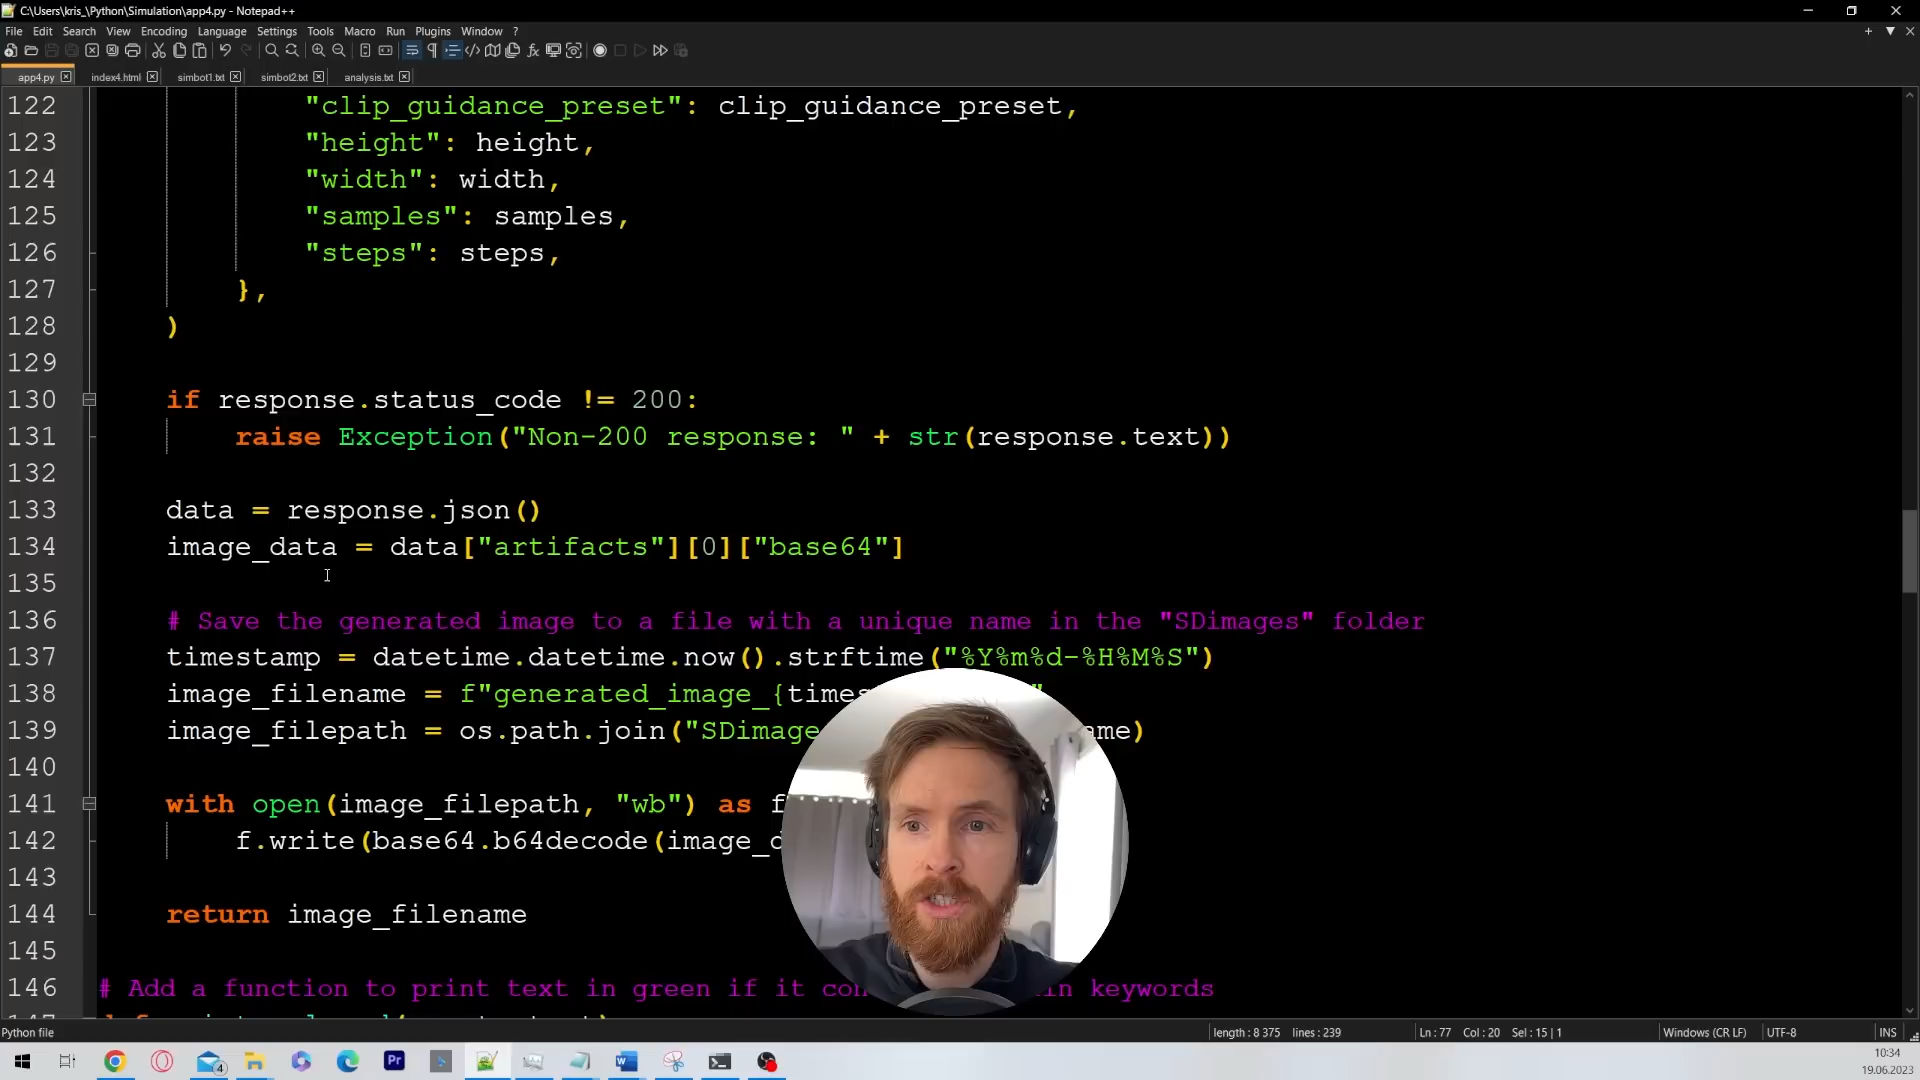 C:\Users\kris_\Python\Simulation\app4.py - Notepad++
File Edit Search View Encoding Language Settings Tools Macro Run Plugins Window ?
app4.py index4.html simbot1.txt simbot2.txt analysis.txt
122 "clip_guidance_preset": clip_guidance_preset,
123 "height": height,
124 "width": width,
125 "samples": samples,
126 "steps": steps,
127 },
128 )
129
130 if response.status_code != 200:
131 raise Exception("Non-200 response: " + str(response.text))
132
133 data = response.json()
134 image_data = data["artifacts"][0]["base64"]
135
136 # Save the generated image to a file with a unique name in the "SDimages" folder
137 timestamp = datetime.datetime.now().strftime("%Y%m%d-%H%M%S")
138 image_filename = f"generated_image_{times
139 image_filepath = os.path.join("SDimage ame)
140
141 with open(image_filepath, "wb") as f
142 f.write(base64.b64decode(image_d
143
144 return image_filename
145
146 # Add a function to print text in green if it con in keywords
Python file length : 8 375 lines : 239 Ln : 77 Col : 20 Sel : 15 | 1 Windows (CR LF) UTF-8 INS
10:34
19.06.2023